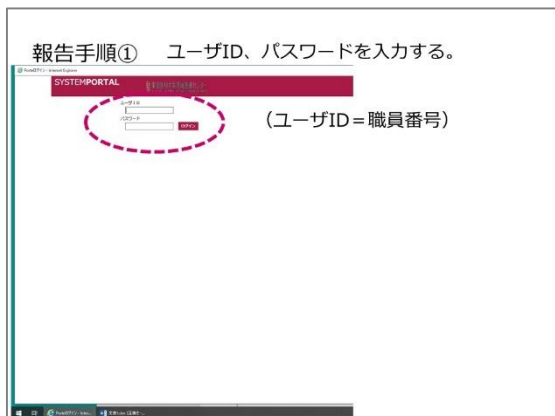 報告手順① ユーザID、パスワードを入力する。
SYSTEMPORTAL
ユーザID
パスワード
ログイン
(ユーザID＝職員番号)